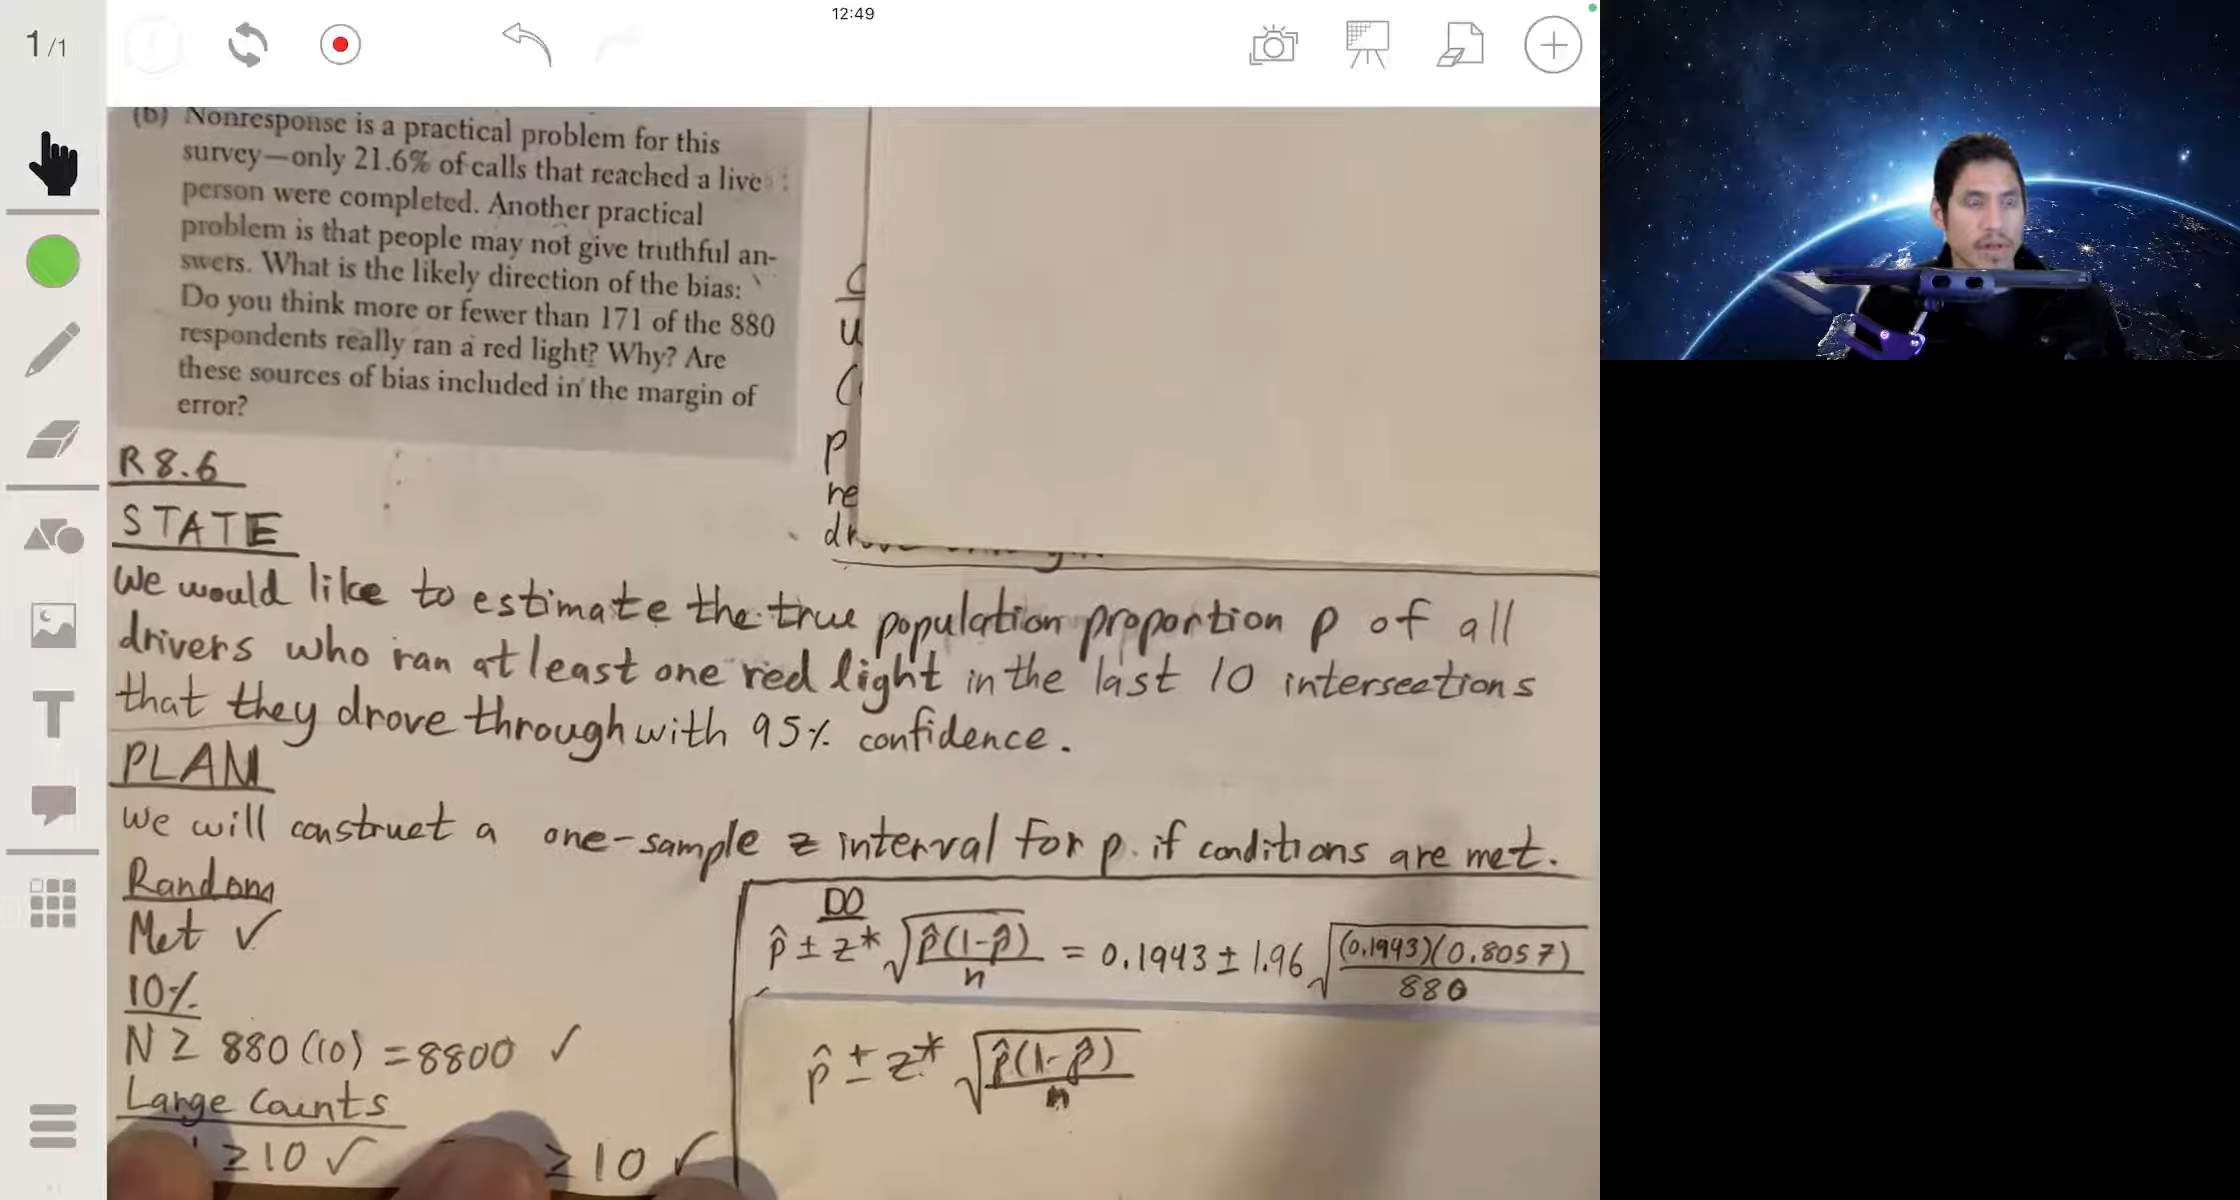 12:49
1/1
(b) Nonresponse is a practical problem for this
survey—only 21.6% of calls that reached a live
person were completed. Another practical
problem is that people may not give truthful an-
swers. What is the likely direction of the bias:
Do you think more or fewer than 171 of the 880
respondents really ran a red light? Why? Are
these sources of bias included in the margin of
error?
R8.6
STATE
We would like to estimate the true population proportion p of all
drivers who ran at least one red light in the last 10 intersections
that they drove through with 95% confidence.
PLAN
We will construct a one-sample z interval for p if conditions are met.
Random
Met ✓
10%
N ≥ 880(10) = 8800 ✓
Large Counts
≥ 10 ✓ ≥ 10 ✓
DO
p̂ ± z* √(p̂(1-p̂)/n) = 0.1943 ± 1.96 √((0.1943)(0.8057)/880)
p̂ ± z* √(p̂(1-p̂)/n)
T